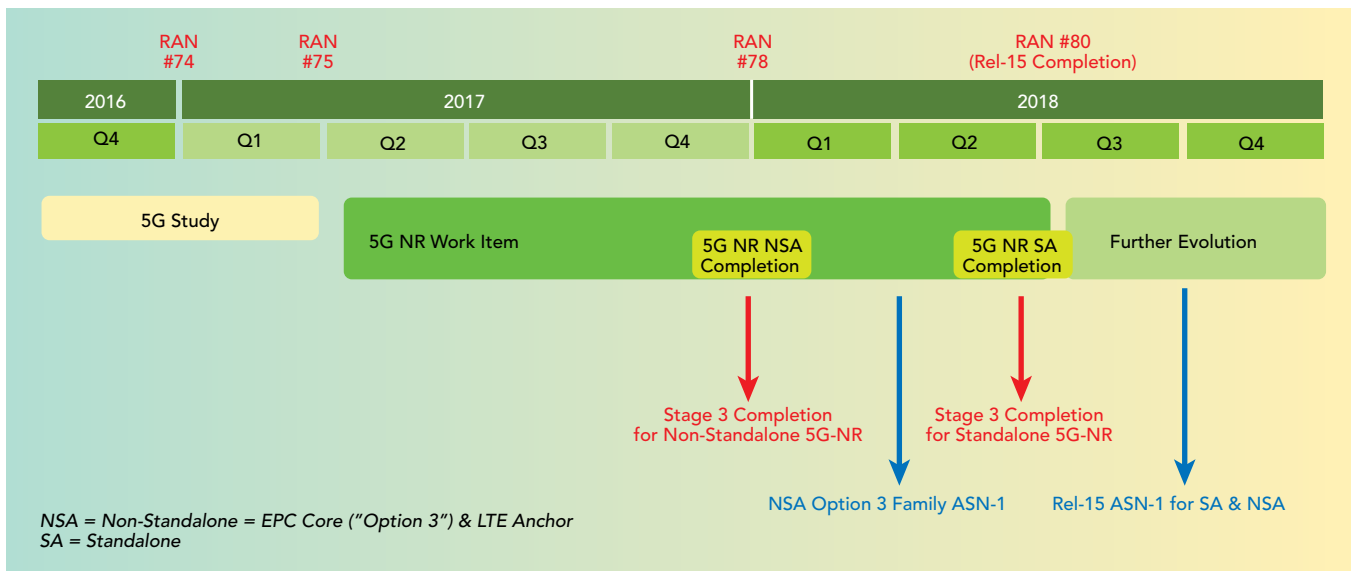 RAN
#74
RAN
#75
RAN
#78
RAN #80
(Rel-15 Completion)
2016
2017
2018
Q4
Q1
Q2
Q3
Q4
Q1
Q2
Q3
Q4
5G Study
5G NR Work Item
5G NR NSA
Completion
5G NR SA
Completion
Further Evolution
Stage 3 Completion
for Non-Standalone 5G-NR
Stage 3 Completion
for Standalone 5G-NR
NSA Option 3 Family ASN-1
Rel-15 ASN-1 for SA & NSA
NSA = Non-Standalone = EPC Core ("Option 3") & LTE Anchor
SA = Standalone